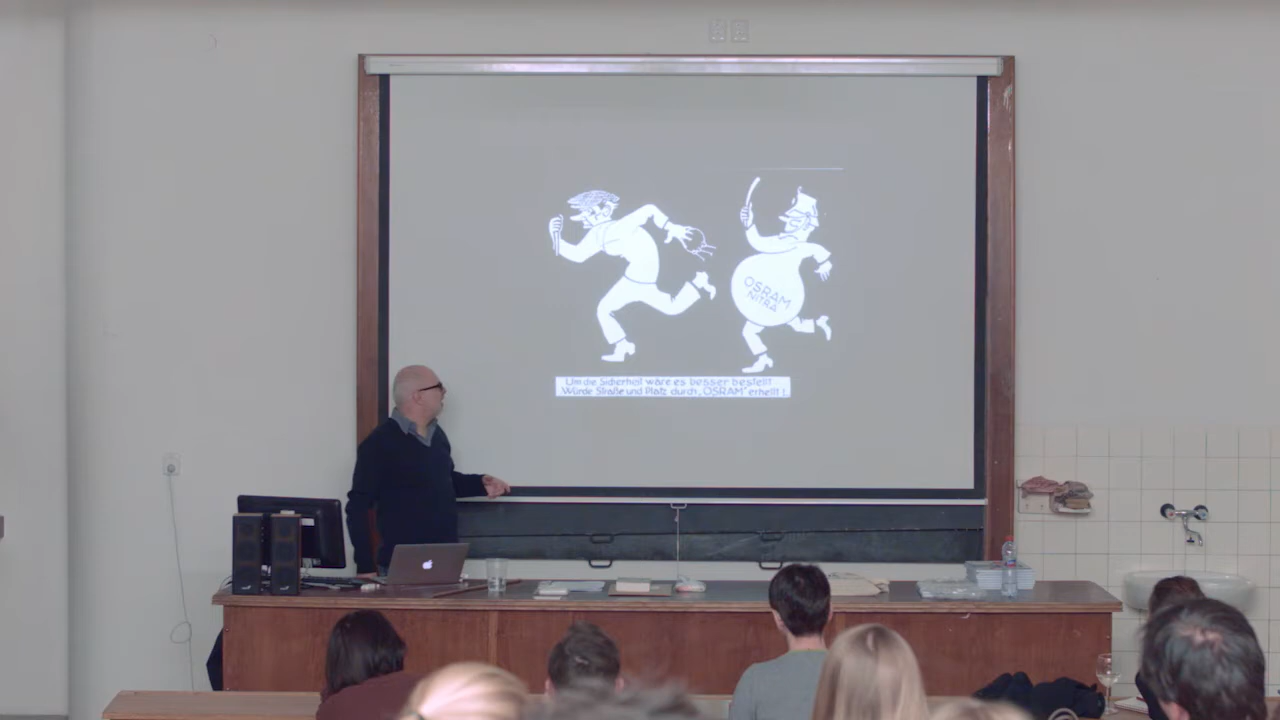 OSRAM
NITRA
Um die Sicherheit wäre es besser bestellt
Würde Straße und Platz durch „OSRAM" erhellt !